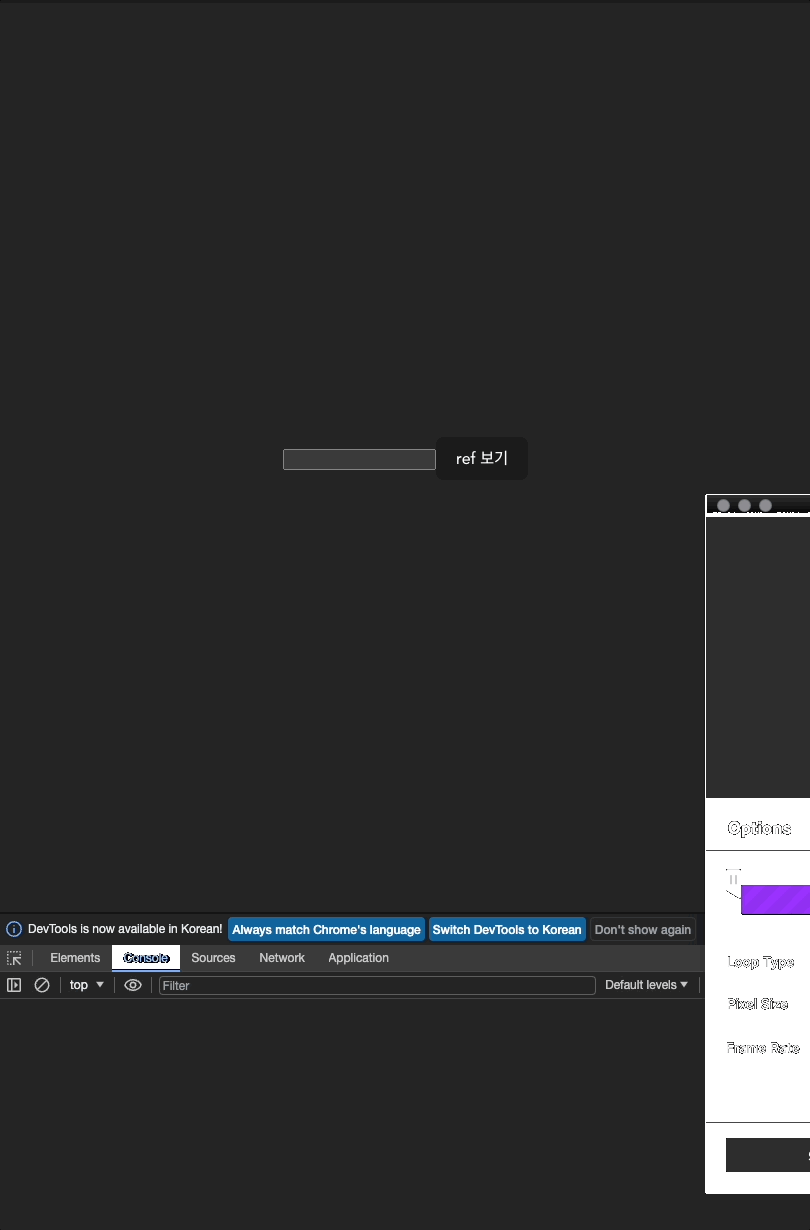 ref 보기
Options
Loop Type
Pixel Size
Frame Rate
DevTools is now available in Korean!
Always match Chrome's language
Switch DevTools to Korean
Don't show again
Elements
Console
Sources
Network
Application
top
Filter
Default levels